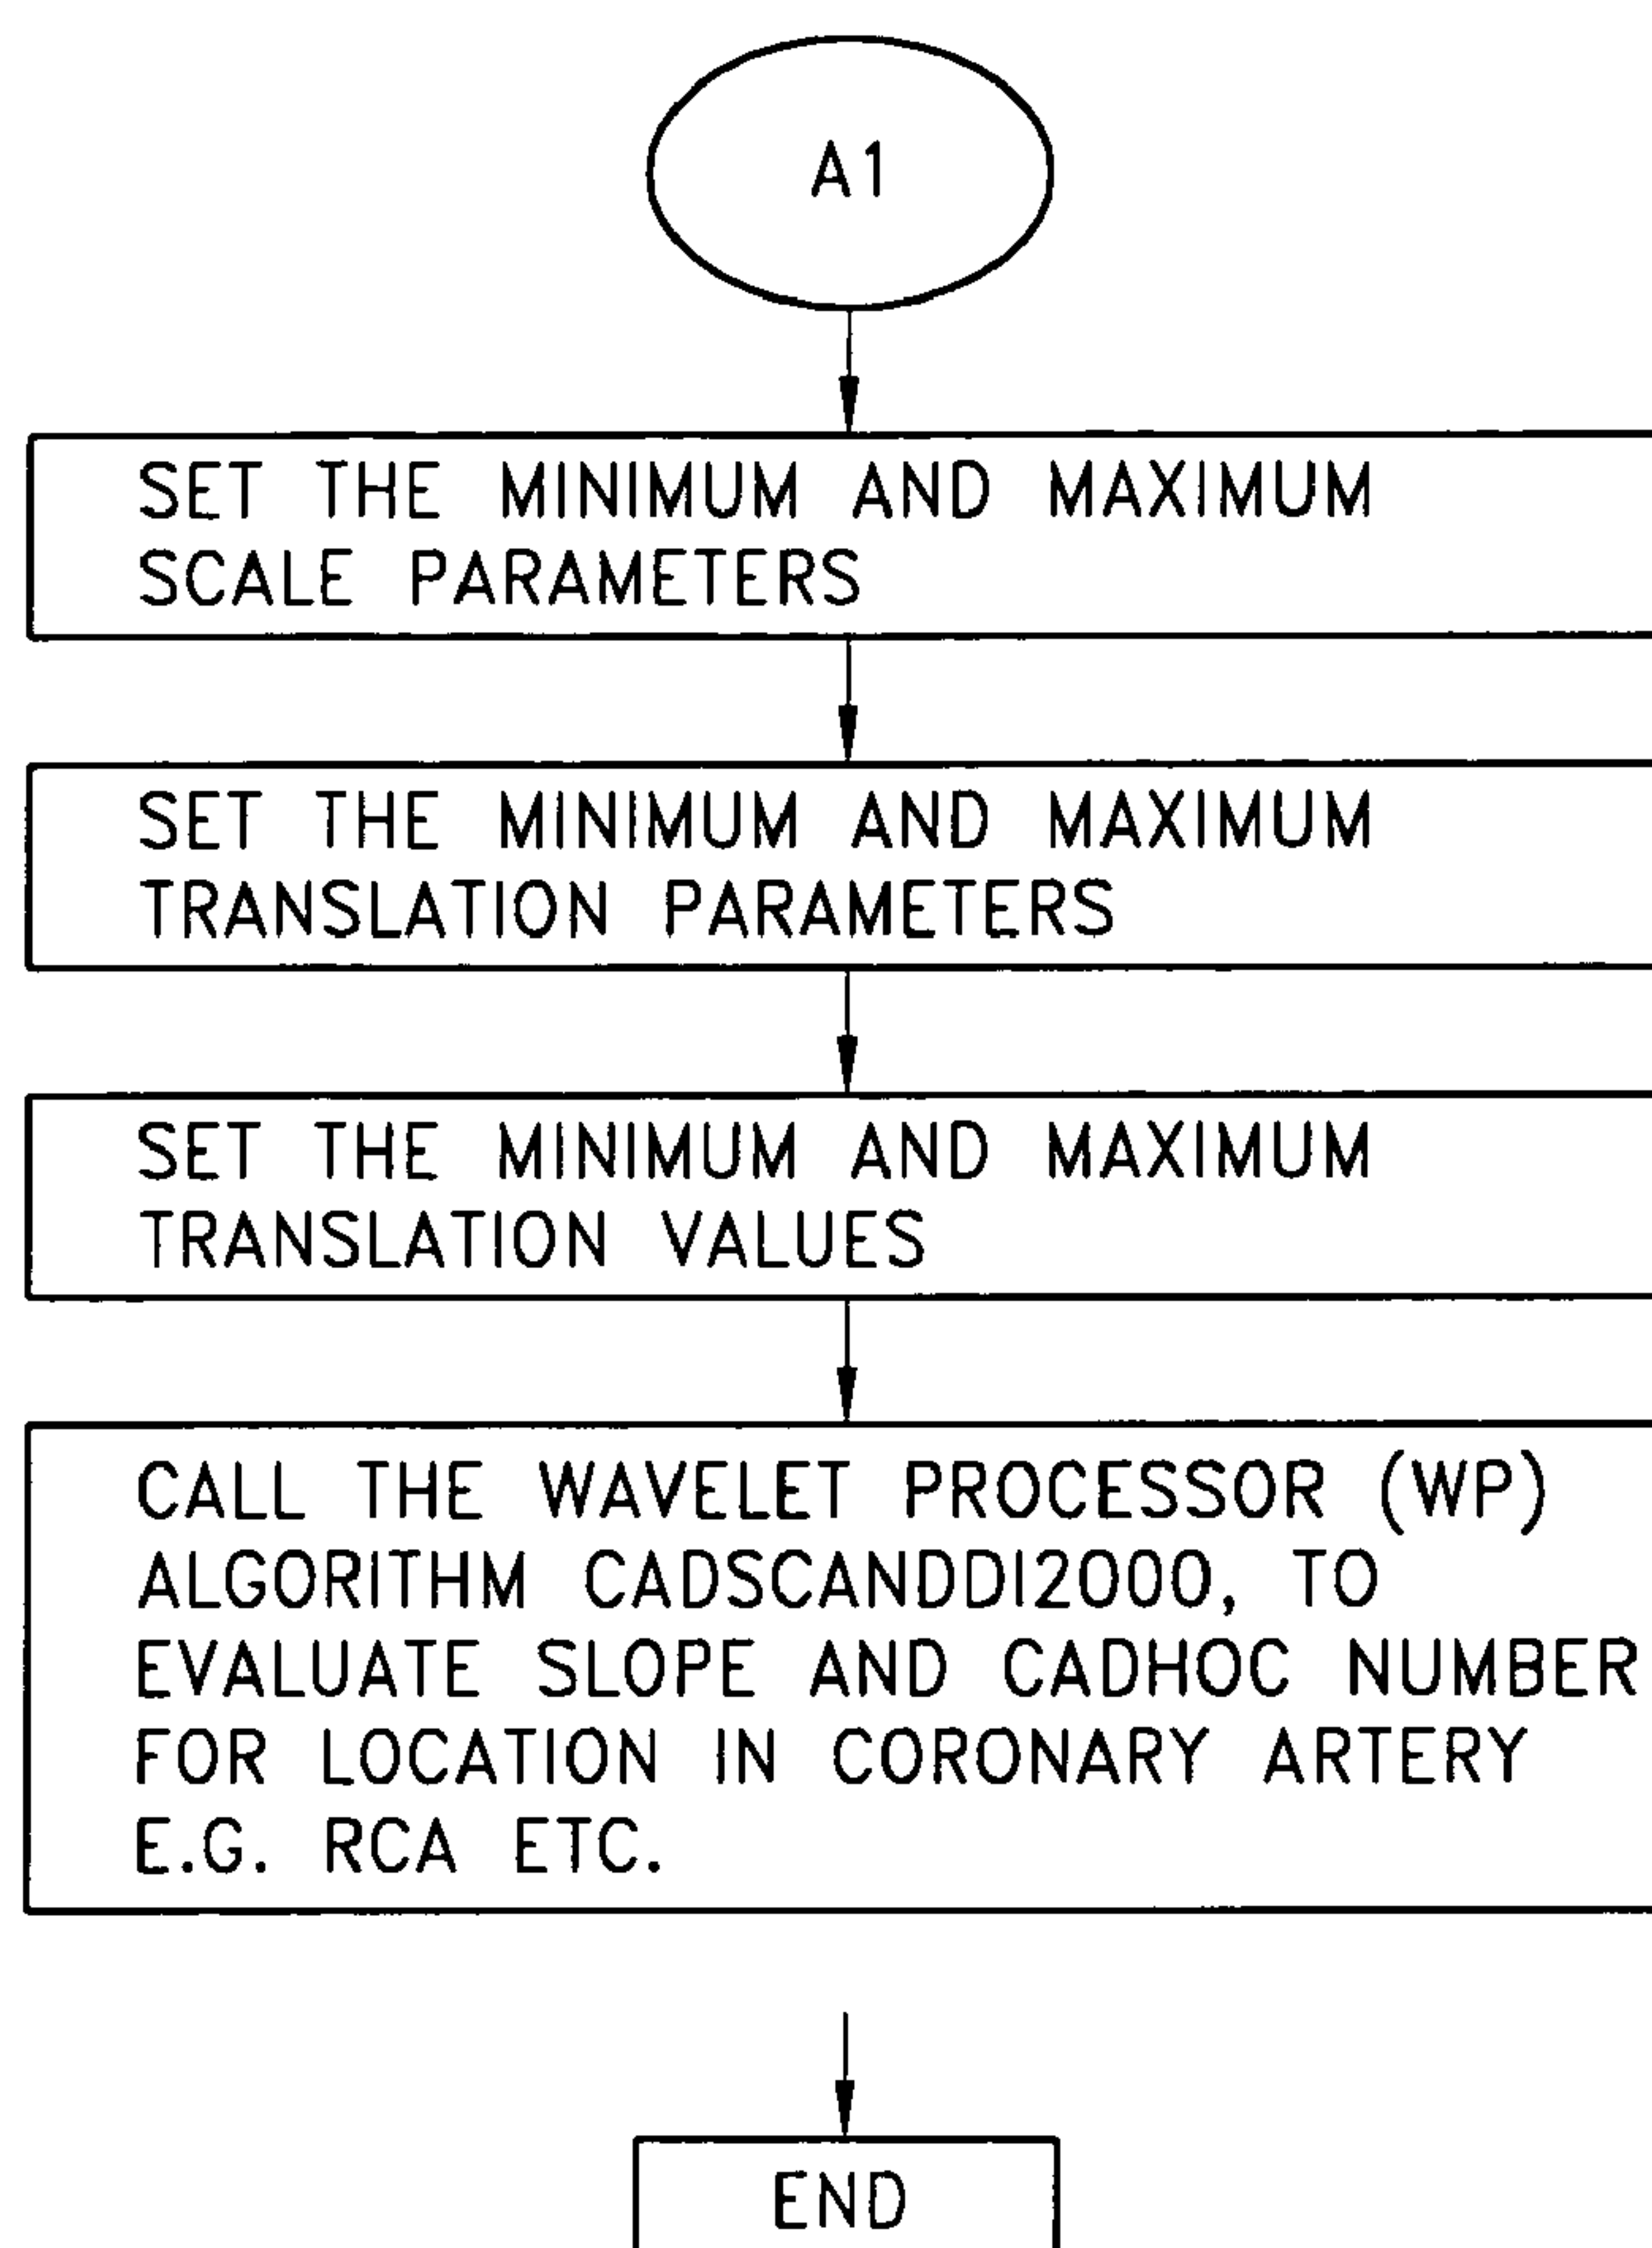 A1
SET THE MINIMUM AND MAXIMUM
SCALE PARAMETERS
SET THE MINIMUM AND MAXIMUM
TRANSLATION PARAMETERS
SET THE MINIMUM AND MAXIMUM
TRANSLATION VALUES
CALL THE WAVELET PROCESSOR (WP)
ALGORITHM CADSCANDDI2000, TO
EVALUATE SLOPE AND CADHOC NUMBER
FOR LOCATION IN CORONARY ARTERY
E.G. RCA ETC.
END